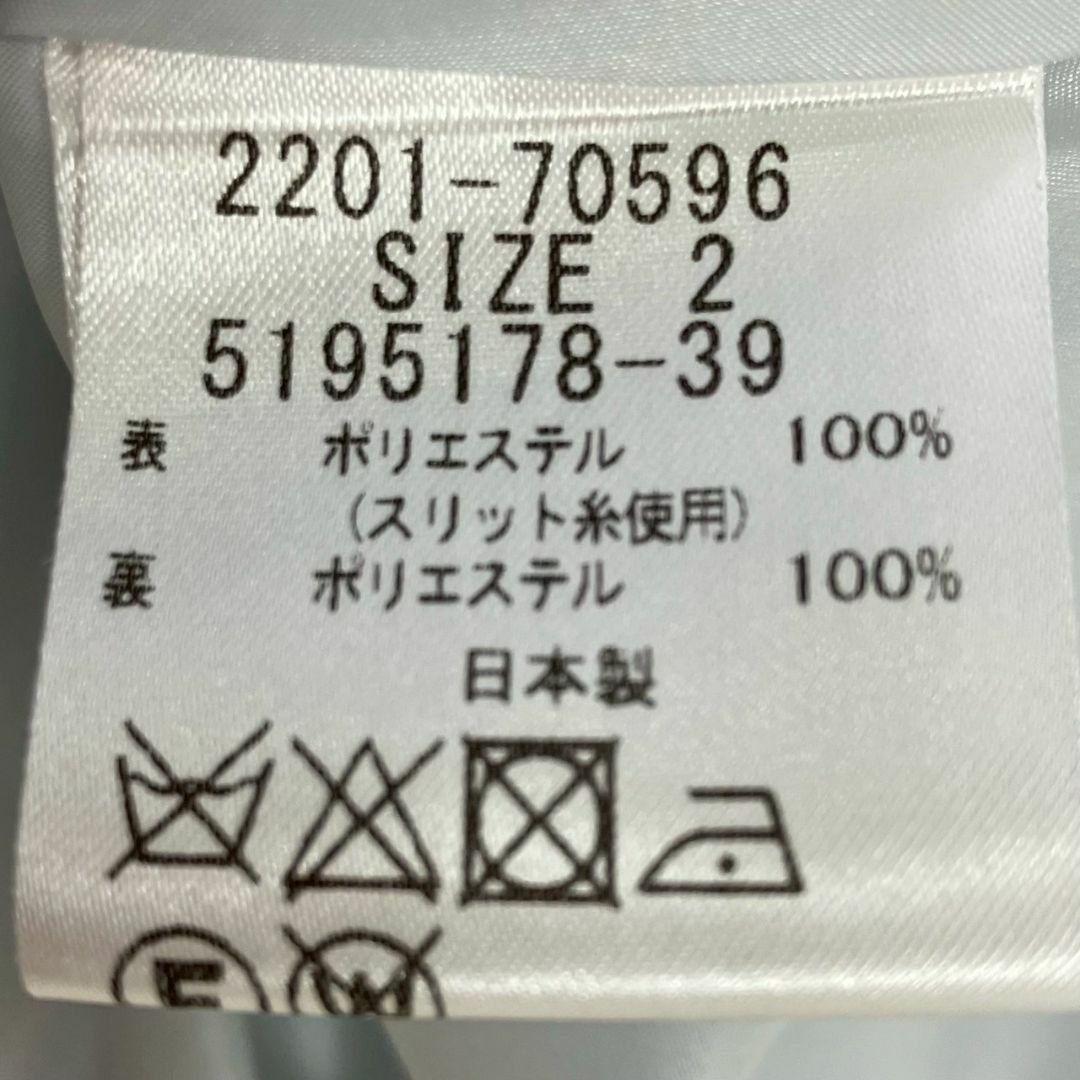 2201-70596
SIZE 2
5195178-39
表 ポリエステル 100%
(スリット糸使用)
裏 ポリエステル 100%
日本製
W